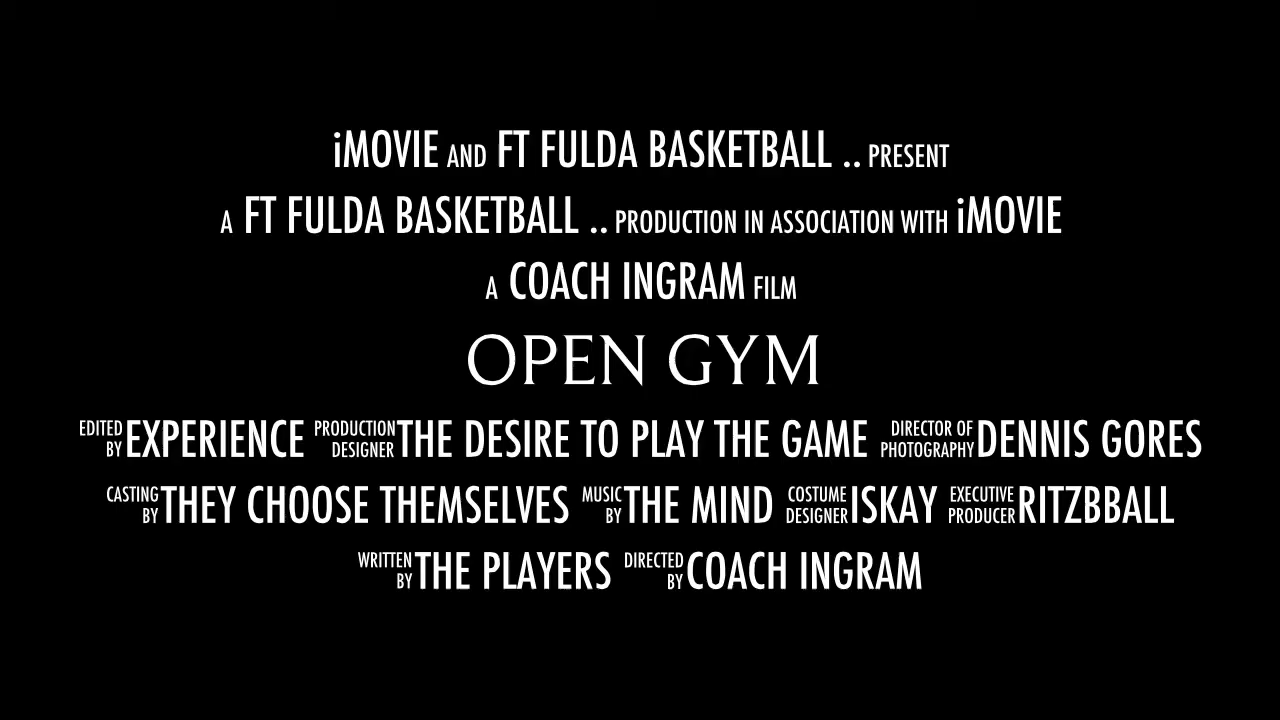 iMOVIE AND FT FULDA BASKETBALL .. PRESENT
A FT FULDA BASKETBALL .. PRODUCTION IN ASSOCIATION WITH iMOVIE
A COACH INGRAM FILM
OPEN GYM
EDITED BY EXPERIENCE PRODUCTION DESIGNER THE DESIRE TO PLAY THE GAME DIRECTOR OF PHOTOGRAPHY DENNIS GORES
CASTING BY THEY CHOOSE THEMSELVES MUSIC BY THE MIND COSTUME DESIGNER ISKAY EXECUTIVE PRODUCER RITZBBALL
WRITTEN BY THE PLAYERS DIRECTED BY COACH INGRAM